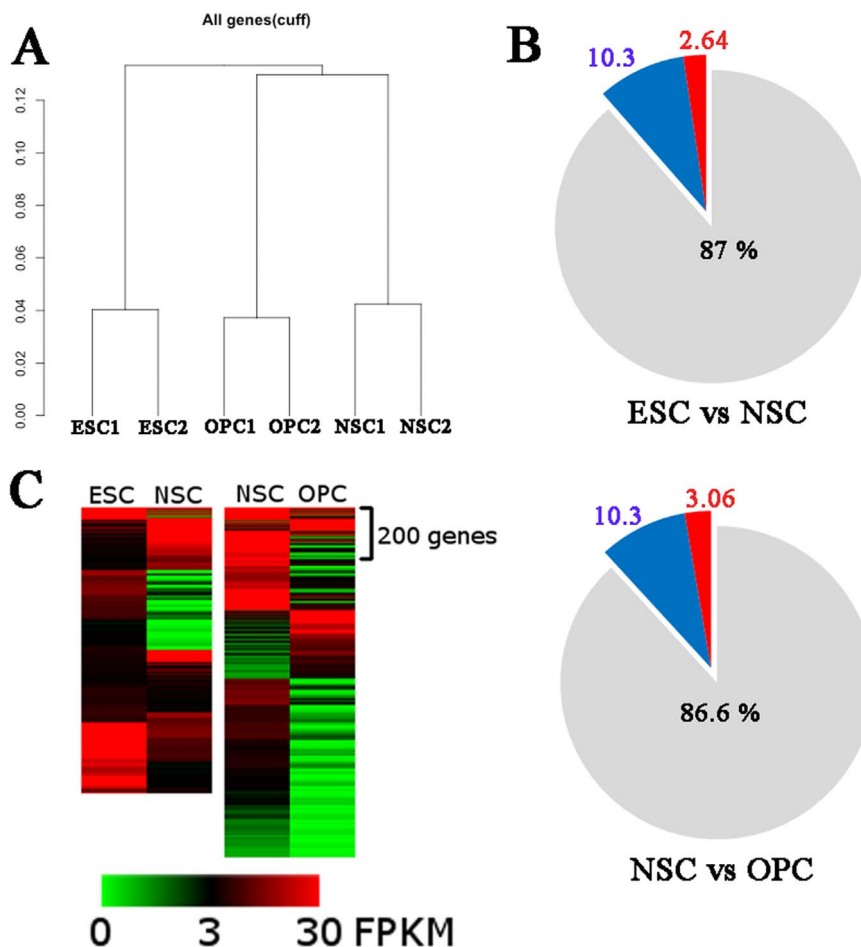 All genes(cuff)
A
0.12
0.10
0.08
0.06
0.04
0.02
0.00
ESC1 ESC2 OPC1 OPC2 NSC1 NSC2
B
10.3 2.64
87 %
ESC vs NSC
C
ESC NSC NSC OPC
200 genes
0 3 30 FPKM
10.3 3.06
86.6 %
NSC vs OPC